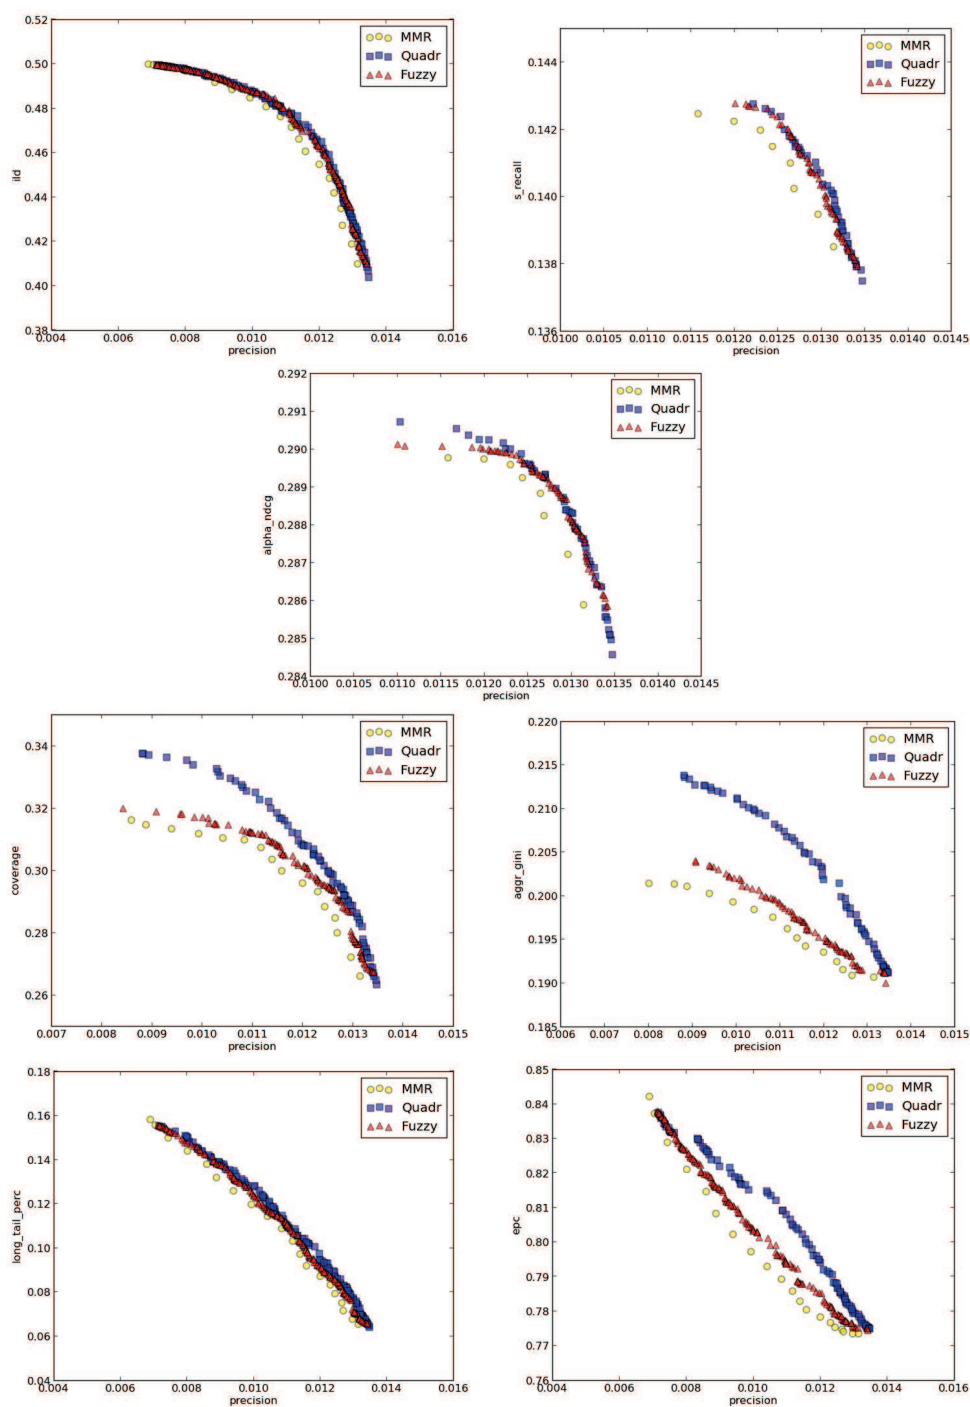 0.52
0.50
0.48
0.46
0.44
0.42
0.40
0.38
ild
0.004 0.006 0.008 0.010 0.012 0.014 0.016
precision
MMR
Quadr
Fuzzy
0.144
0.142
0.140
0.138
0.136
s_recall
0.0100 0.0105 0.0110 0.0115 0.0120 0.0125 0.0130 0.0135 0.0140 0.0145
precision
MMR
Quadr
Fuzzy
0.292
0.291
0.290
0.289
0.288
0.287
0.286
0.285
0.284
alpha_ndcg
0.0100 0.0105 0.0110 0.0115 0.0120 0.0125 0.0130 0.0135 0.0140 0.0145
precision
MMR
Quadr
Fuzzy
0.34
0.32
0.30
0.28
0.26
coverage
0.007 0.008 0.009 0.010 0.011 0.012 0.013 0.014 0.015
precision
MMR
Quadr
Fuzzy
0.220
0.215
0.210
0.205
0.200
0.195
0.190
0.185
aggr_gini
0.006 0.007 0.008 0.009 0.010 0.011 0.012 0.013 0.014 0.015
precision
MMR
Quadr
Fuzzy
0.18
0.16
0.14
0.12
0.10
0.08
0.06
0.04
long_tail_perc
0.004 0.006 0.008 0.010 0.012 0.014 0.016
precision
MMR
Quadr
Fuzzy
0.85
0.84
0.83
0.82
0.81
0.80
0.79
0.78
0.77
0.76
epc
0.004 0.006 0.008 0.010 0.012 0.014 0.016
precision
MMR
Quadr
Fuzzy